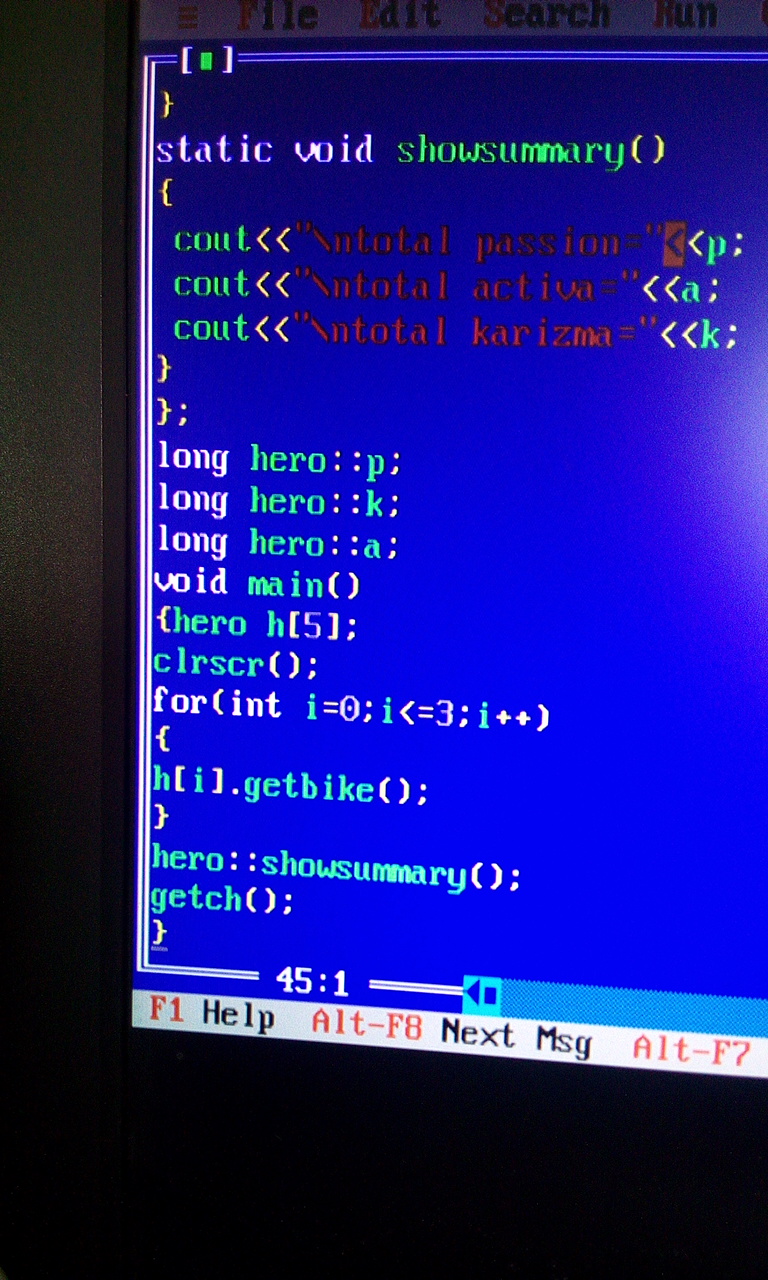 ≡ File Edit Search Run
[■]
}
static void showsummary()
{
cout<<"\ntotal passion="<<p;
cout<<"\ntotal activa="<<a;
cout<<"\ntotal karizma="<<k;
}
};
long hero::p;
long hero::k;
long hero::a;
void main()
{hero h[5];
clrscr();
for(int i=0;i<=3;i++)
{
h[i].getbike();
}
hero::showsummary();
getch();
}
45:1
F1 Help Alt-F8 Next Msg Alt-F7